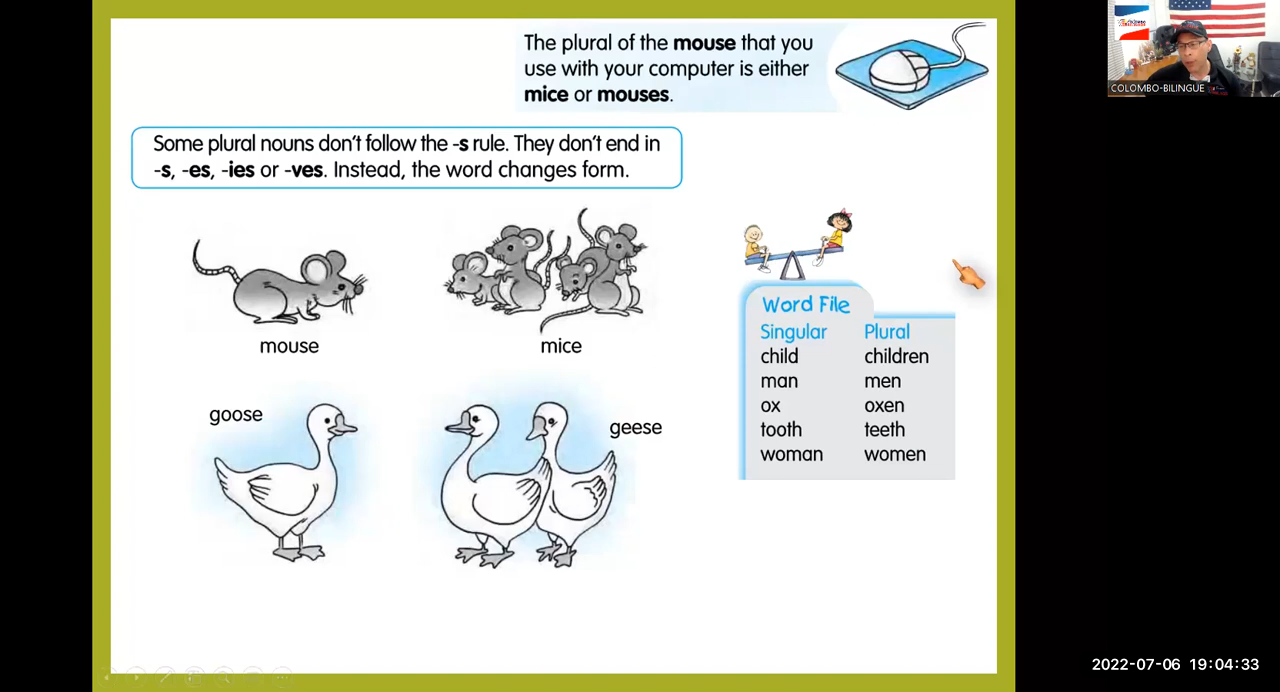 The plural of the mouse that you
use with your computer is either
mice or mouses.
Some plural nouns don't follow the -s rule. They don't end in
-s, -es, -ies or -ves. Instead, the word changes form.
mouse
mice
goose
geese
Word File
Singular Plural
child children
man men
ox oxen
tooth teeth
woman women
COLOMBO-BILINGUE
2022-07-06 19:04:33